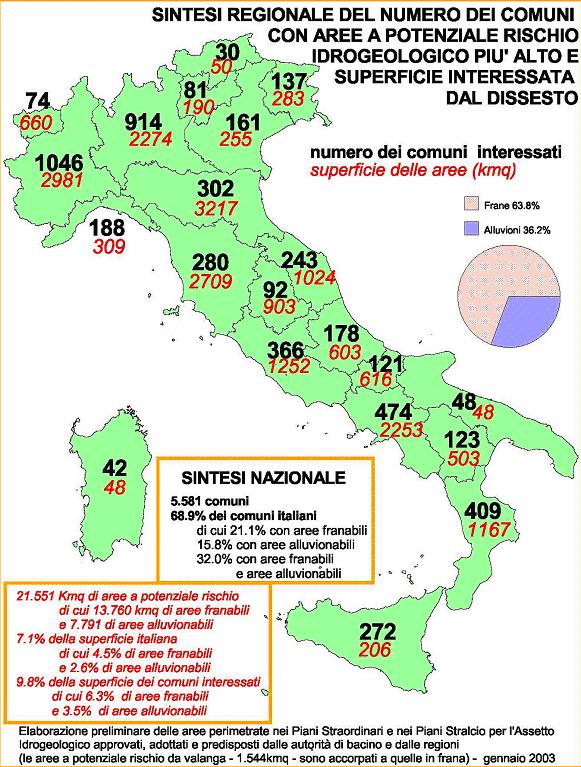 SINTESI REGIONALE DEL NUMERO DEI COMUNI
CON AREE A POTENZIALE RISCHIO
IDROGEOLOGICO PIU' ALTO E
SUPERFICIE INTERESSATA
DAL DISSESTO
30
50
81
190
137
283
74
660
914
2274
161
255
numero dei comuni interessati
superficie delle aree (kmq)
1046
2981
302
3217
Frane 63.8%
Alluvioni 36.2%
188
309
280
2709
243
1024
92
903
178
603
366
1252
121
616
474
2253
48
48
123
503
42
48
409
1167
SINTESI NAZIONALE
5.581 comuni
68.9% dei comuni italiani
di cui 21.1% con aree franabili
15.8% con aree alluvionabili
32.0% con aree franabili
e aree alluvionabili
21.551 Kmq di aree a potenziale rischio
di cui 13.760 kmq di aree franabili
e 7.791 di aree alluvionabili
7.1% della superficie italiana
di cui 4.5% di aree franabili
e 2.6% di aree alluvionabili
9.8% della superficie dei comuni interessati
di cui 6.3% di aree franabili
e 3.5% di aree alluvionabili
272
206
Elaborazione preliminare delle aree perimetrate nei Piani Straordinari e nei Piani Stralcio per l'Assetto
Idrogeologico approvati, adottati e predisposti dalle autorità di bacino e dalle regioni
(le aree a potenziale rischio da valanga - 1.544kmq - sono accorpati a quelle in frana) - gennaio 2003